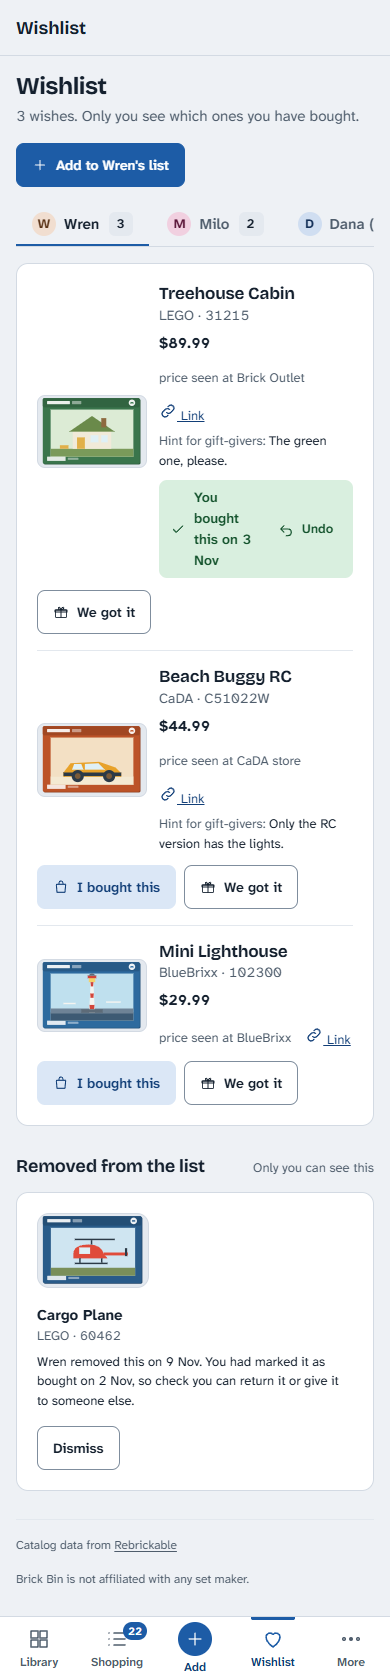 Wishlist
Wishlist
3 wishes. Only you see which ones you have bought.
+ Add to Wren's list
W Wren 3 M Milo 2 D Dana (
Treehouse Cabin
LEGO · 31215
$89.99
price seen at Brick Outlet
Link
Hint for gift-givers: The green
one, please.
You
bought
this on 3
Nov
Undo
We got it
Beach Buggy RC
CaDA · C51022W
$44.99
price seen at CaDA store
Link
Hint for gift-givers: Only the RC
version has the lights.
I bought this We got it
Mini Lighthouse
BlueBrixx · 102300
$29.99
price seen at BlueBrixx Link
I bought this We got it
Removed from the list Only you can see this
Cargo Plane
LEGO · 60462
Wren removed this on 9 Nov. You had marked it as
bought on 2 Nov, so check you can return it or give it
to someone else.
Dismiss
Catalog data from Rebrickable
Brick Bin is not affiliated with any set maker.
22
Library Shopping Add Wishlist More